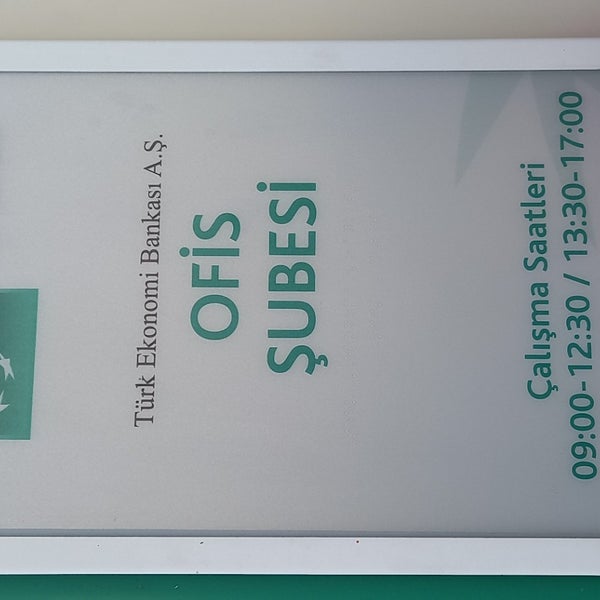 Türk Ekonomi Bankası A.Ş.
OFİS
ŞUBESİ
Çalışma Saatleri
09:00-12:30 / 13:30-17:00